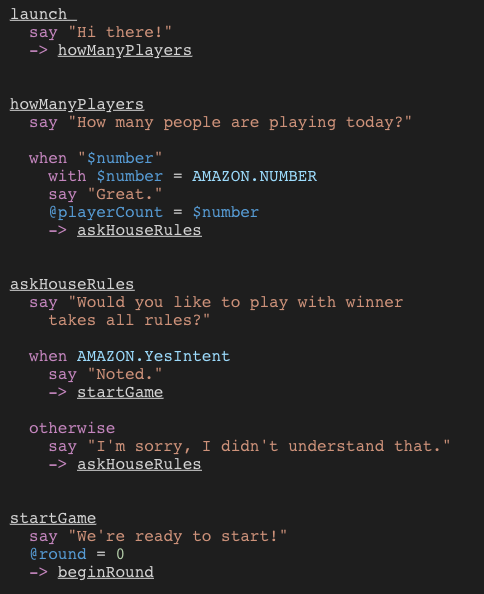 launch
say "Hi there!"
-> howManyPlayers
howManyPlayers
say "How many people are playing today?"
when "$number"
with $number = AMAZON.NUMBER
say "Great."
@playerCount = $number
-> askHouseRules
askHouseRules
say "Would you like to play with winner
takes all rules?"
when AMAZON.YesIntent
say "Noted."
-> startGame
otherwise
say "I'm sorry, I didn't understand that."
-> askHouseRules
startGame
say "We're ready to start!"
@round = 0
-> beginRound